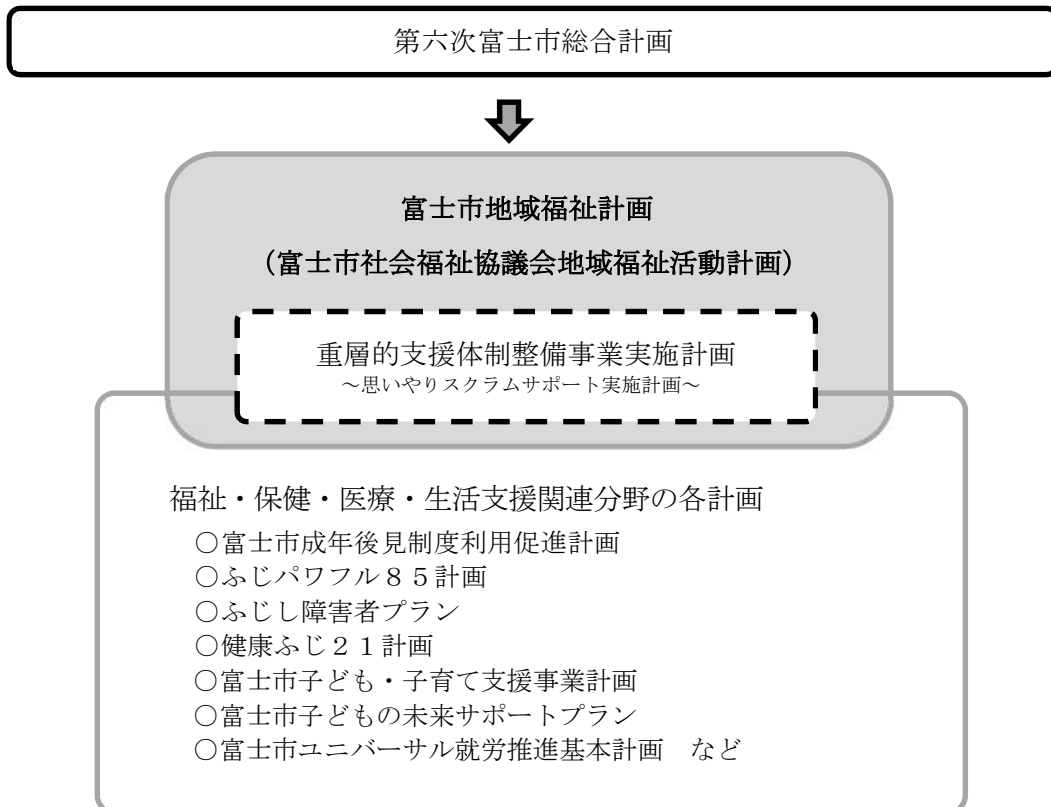 第六次富士市総合計画
富士市地域福祉計画
（富士市社会福祉協議会地域福祉活動計画）
重層的支援体制整備事業実施計画
～思いやりスクラムサポート実施計画～
福祉・保健・医療・生活支援関連分野の各計画
○富士市成年後見制度利用促進計画
○ふじパワフル８５計画
○ふじし障害者プラン
○健康ふじ２１計画
○富士市子ども・子育て支援事業計画
○富士市子どもの未来サポートプラン
○富士市ユニバーサル就労推進基本計画　など